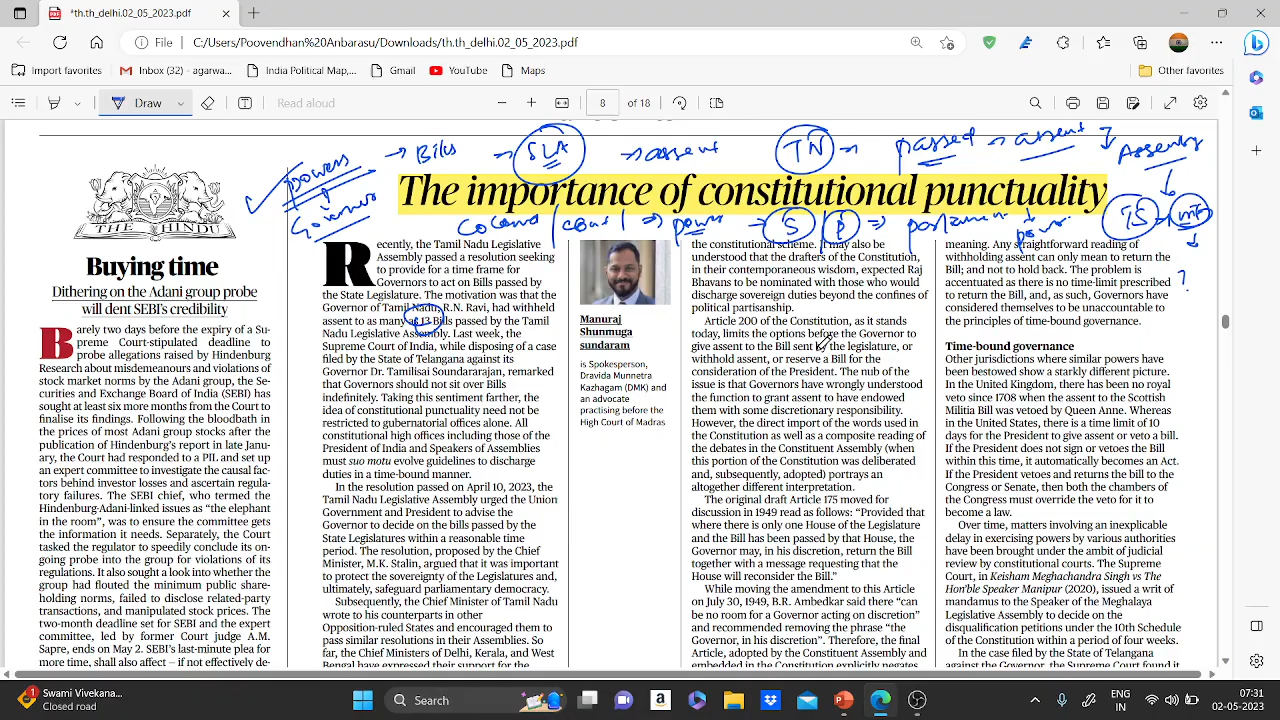 *th.th_delhi.02_05_2023.pdf
File C:/Users/Poovendhan%20Anbarasu/Downloads/th.th_delhi.02_05_2023.pdf
Import favorites Inbox (32) - agarwa... India Political Map,... Gmail YouTube Maps Other favorites
Draw Read aloud 8 of 18
Powers of Governor
→ Bills → SLA → assent TN → passed → assent Assembly
The importance of constitutional punctuality
power → S / P ⇒ TS
?
THE HINDU
Buying time
Dithering on the Adani group probe
will dent SEBI's credibility
Barely two days before the expiry of a Su-
preme Court-stipulated deadline to
probe allegations raised by Hindenburg
Research about misdemeanours and violations of
stock market norms by the Adani group, the Se-
curities and Exchange Board of India (SEBI) has
sought at least six more months from the Court to
finalise its findings. Following the bloodbath in
the prices of most Adani group stocks after the
publication of Hindenburg's report in late Janu-
ary, the Court had responded to a PIL and set up
an expert committee to investigate the causal fac-
tors behind investor losses and ascertain regula-
tory failures. The SEBI chief, who termed the
Hindenburg-Adani-linked issues as “the elephant
in the room”, was to ensure the committee gets
the information it needs. Separately, the Court
tasked the regulator to speedily conclude its on-
going probe into the group for violations of its
regulations. It also sought a look into whether the
group had flouted the minimum public share-
holding norms, failed to disclose related-party
transactions, and manipulated stock prices. The
two-month deadline set for SEBI and the expert
committee, led by former Court judge A.M.
Sapre, ends on May 2. SEBI's last-minute plea for
more time, shall also affect – if not effectively de-
Recently, the Tamil Nadu Legislative
Assembly passed a resolution seeking
to provide for a time frame for
Governors to act on Bills passed by
the State Legislature. The motivation was that the
Governor of Tamil Nadu, R.N. Ravi, had withheld
assent to as many as 13 Bills passed by the Tamil
Nadu Legislative Assembly. Last week, the
Supreme Court of India, while disposing of a case
filed by the State of Telangana against its
Governor Dr. Tamilisai Soundararajan, remarked
that Governors should not sit over Bills
indefinitely. Taking this sentiment farther, the
idea of constitutional punctuality need not be
restricted to gubernatorial offices alone. All
constitutional high offices including those of the
President of India and Speakers of Assemblies
must suo motu evolve guidelines to discharge
duties in a time-bound manner.
In the resolution passed on April 10, 2023, the
Tamil Nadu Legislative Assembly urged the Union
Government and President to advise the
Governor to decide on the bills passed by the
State Legislatures within a reasonable time
period. The resolution, proposed by the Chief
Minister, M.K. Stalin, argued that it was important
to protect the sovereignty of the Legislatures and,
ultimately, safeguard parliamentary democracy.
Subsequently, the Chief Minister of Tamil Nadu
wrote to his counterparts in other
Opposition-ruled States and encouraged them to
pass similar resolutions in their Assemblies. So
far, the Chief Ministers of Delhi, Kerala, and West
Bengal have expressed their support for the
Manuraj
Shunmuga
sundaram
is Spokesperson,
Dravida Munnetra
Kazhagam (DMK) and
an advocate
practising before the
High Court of Madras
the constitutional scheme. It may also be
understood that the drafters of the Constitution,
in their contemporaneous wisdom, expected Raj
Bhavans to be nominated with those who would
discharge sovereign duties beyond the confines of
political partisanship.
Article 200 of the Constitution, as it stands
today, limits the options before the Governor to
give assent to the Bill sent by the legislature, or
withhold assent, or reserve a Bill for the
consideration of the President. The nub of the
issue is that Governors have wrongly understood
the function to grant assent to have endowed
them with some discretionary responsibility.
However, the direct import of the words used in
the Constitution as well as a composite reading of
the debates in the Constituent Assembly (when
this portion of the Constitution was deliberated
and, subsequently, adopted) portrays an
altogether different interpretation.
The original draft Article 175 moved for
discussion in 1949 read as follows: “Provided that
where there is only one House of the Legislature
and the Bill has been passed by that House, the
Governor may, in his discretion, return the Bill
together with a message requesting that the
House will reconsider the Bill.”
While moving the amendment to this Article
on July 30, 1949, B.R. Ambedkar said there “can
be no room for a Governor acting on discretion”
and recommended removing the phrase “the
Governor, in his discretion”. Therefore, the final
Article, adopted by the Constituent Assembly and
embedded in the Constitution explicitly negates
meaning. Any straightforward reading of
withholding assent can only mean to return the
Bill; and not to hold back. The problem is
accentuated as there is no time-limit prescribed
to return the Bill, and, as such, Governors have
considered themselves to be unaccountable to
the principles of time-bound governance.
Time-bound governance
Other jurisdictions where similar powers have
been bestowed show a starkly different picture.
In the United Kingdom, there has been no royal
veto since 1708 when the assent to the Scottish
Militia Bill was vetoed by Queen Anne. Whereas
in the United States, there is a time limit of 10
days for the President to give assent or veto a bill.
If the President does not sign or vetoes the Bill
within this time, it automatically becomes an Act.
If the President vetoes and returns the bill to the
Congress or Senate, then both the chambers of
the Congress must override the veto for it to
become a law.
Over time, matters involving an inexplicable
delay in exercising powers by various authorities
have been brought under the ambit of judicial
review by constitutional courts. The Supreme
Court, in Keisham Meghachandra Singh vs The
Hon'ble Speaker Manipur (2020), issued a writ of
mandamus to the Speaker of the Meghalaya
Legislative Assembly to decide on the
disqualification petitions under the 10th Schedule
of the Constitution within a period of four weeks.
In the case filed by the State of Telangana
against the Governor, the Supreme Court found it
1 Swami Vivekana...
Closed road
Search
ENG
IN
07:31
02-05-2023